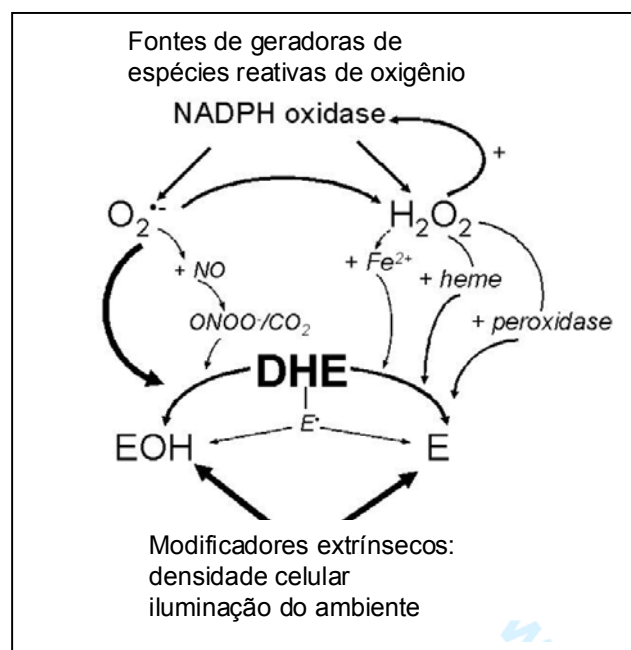 Fontes de geradoras de
espécies reativas de oxigênio
NADPH oxidase
+
O₂•⁻
H₂O₂
+ NO
+ Fe²⁺
+ heme
ONOO⁻/CO₂
+ peroxidase
DHE
E•
EOH
E
Modificadores extrínsecos:
densidade celular
iluminação do ambiente